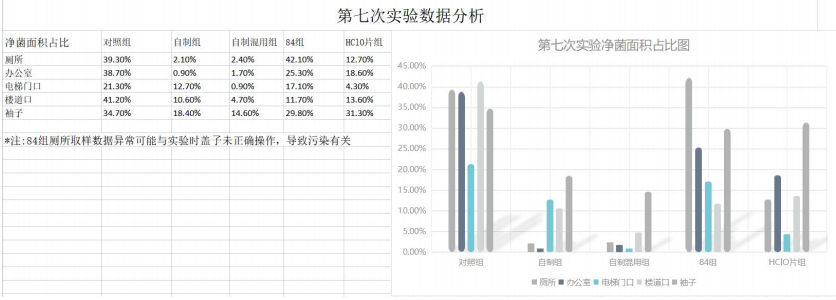 第七次实验数据分析
净菌面积占比 对照组 自制组 自制混用组 84组 HClO片组
厕所 39.30% 2.10% 2.40% 42.10% 12.70%
办公室 38.70% 0.90% 1.70% 25.30% 18.60%
电梯门口 21.30% 12.70% 0.90% 17.10% 4.30%
楼道口 41.20% 10.60% 4.70% 11.70% 13.60%
袖子 34.70% 18.40% 14.60% 29.80% 31.30%
*注:84组厕所取样数据异常可能与实验时盖子未正确操作，导致污染有关
第七次实验净菌面积占比图
45.00%
40.00%
35.00%
30.00%
25.00%
20.00%
15.00%
10.00%
5.00%
0.00%
对照组 自制组 自制混用组 84组 HClO片组
厕所 办公室 电梯门口 楼道口 袖子